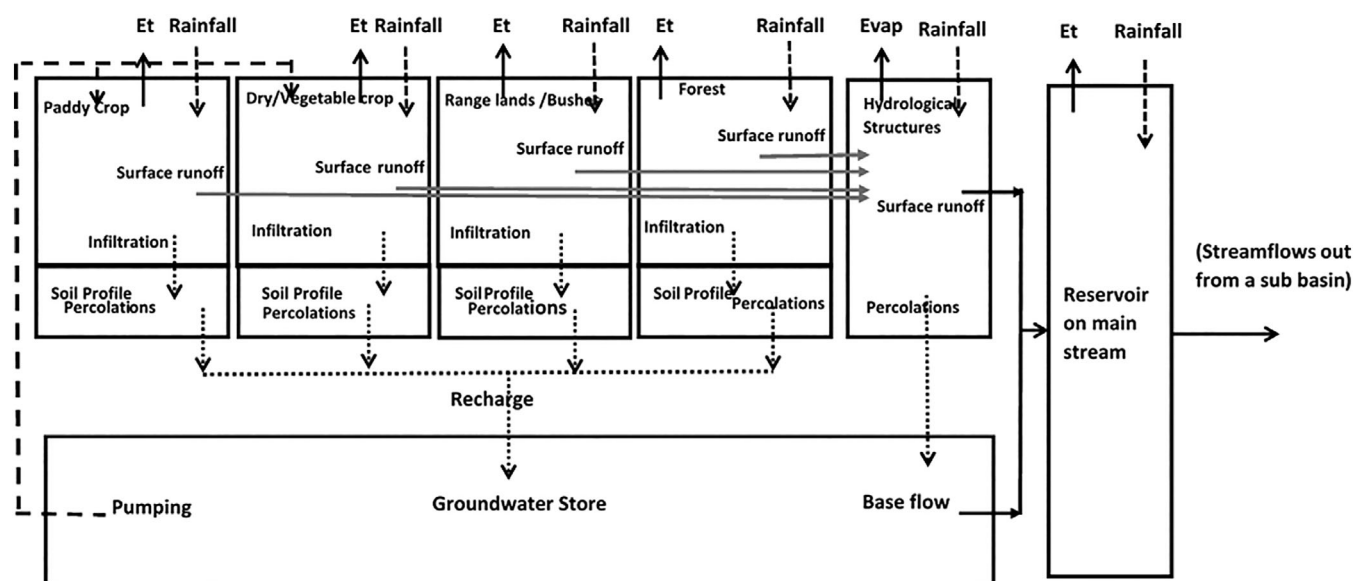 Et Rainfall
Et Rainfall
Et Rainfall
Et Rainfall
Evap Rainfall
Et Rainfall
Paddy Crop
Dry/Vegetable crop
Range lands /Bushes
Forest
Hydrological
Structures
Surface runoff
Surface runoff
Surface runoff
Surface runoff
Surface runoff
Infiltration
Infiltration
Infiltration
Infiltration
Soil Profile
Percolations
Soil Profile
Percolations
Soil Profile
Percolations
Soil Profile
Percolations
Percolations
Reservoir
on main
stream
(Streamflows out
from a sub basin)
Recharge
Pumping
Groundwater Store
Base flow